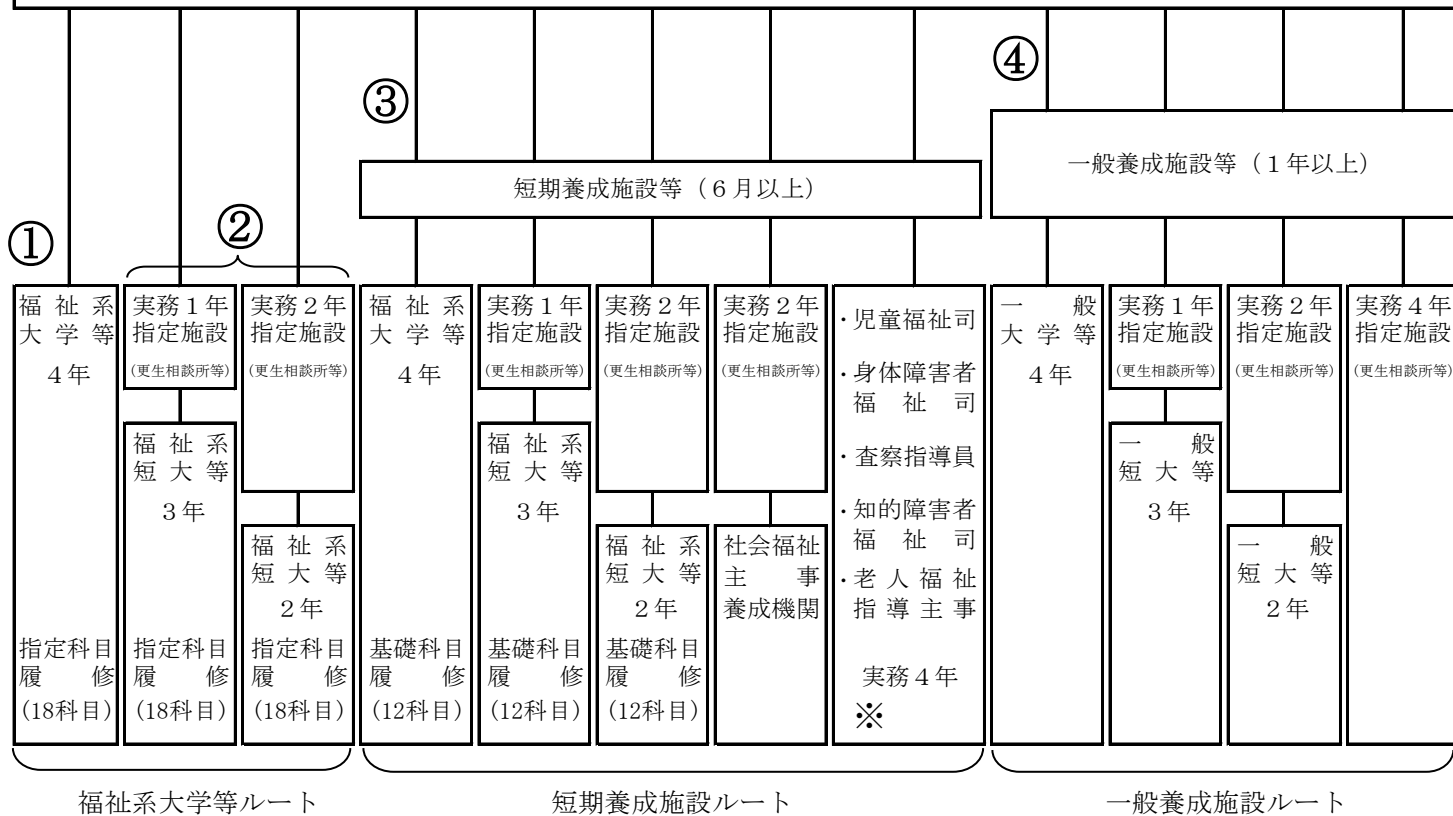 ④
③
一般養成施設等(1年以上)
短期養成施設等(6月以上)
②
①
福祉系
大学等
4年
指定科目
履修
(18科目)
実務1年
指定施設
(更生相談所等)
福祉系
短大等
3年
指定科目
履修
(18科目)
実務2年
指定施設
(更生相談所等)
福祉系
短大等
2年
指定科目
履修
(18科目)
福祉系
大学等
4年
基礎科目
履修
(12科目)
実務1年
指定施設
(更生相談所等)
福祉系
短大等
3年
基礎科目
履修
(12科目)
実務2年
指定施設
(更生相談所等)
福祉系
短大等
2年
基礎科目
履修
(12科目)
実務2年
指定施設
(更生相談所等)
社会福祉
主事
養成機関
・児童福祉司
・身体障害者
福祉司
・査察指導員
・知的障害者
福祉司
・老人福祉
指導主事
実務4年
※
一般
大学等
4年
実務1年
指定施設
(更生相談所等)
一般
短大等
3年
実務2年
指定施設
(更生相談所等)
一般
短大等
2年
実務4年
指定施設
(更生相談所等)
福祉系大学等ルート
短期養成施設ルート
一般養成施設ルート